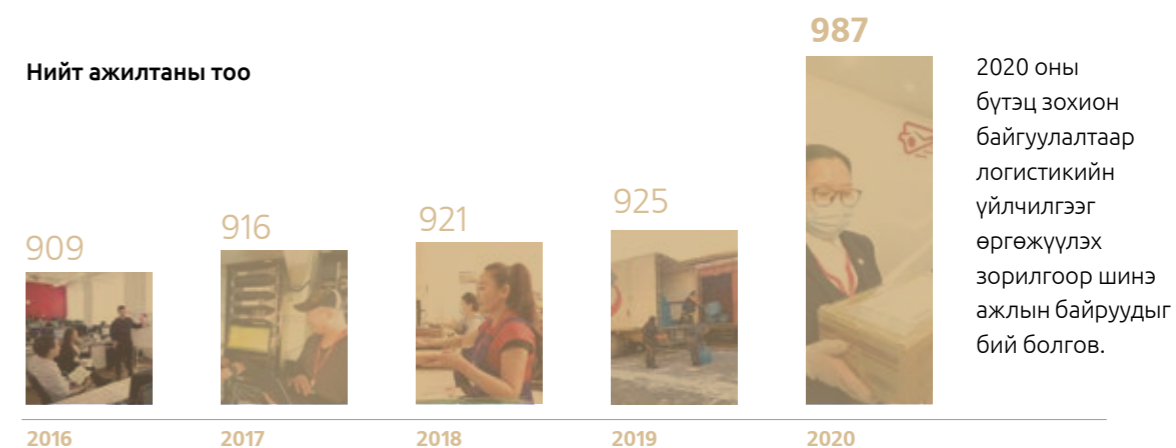 Нийт ажилтаны тоо
909
916
921
925
987
2016
2017
2018
2019
2020
2020 оны
бүтэц зохион
байгуулалтаар
логистикийн
үйлчилгээг
өргөжүүлэх
зорилгоор шинэ
ажлын байруудыг
бий болгов.